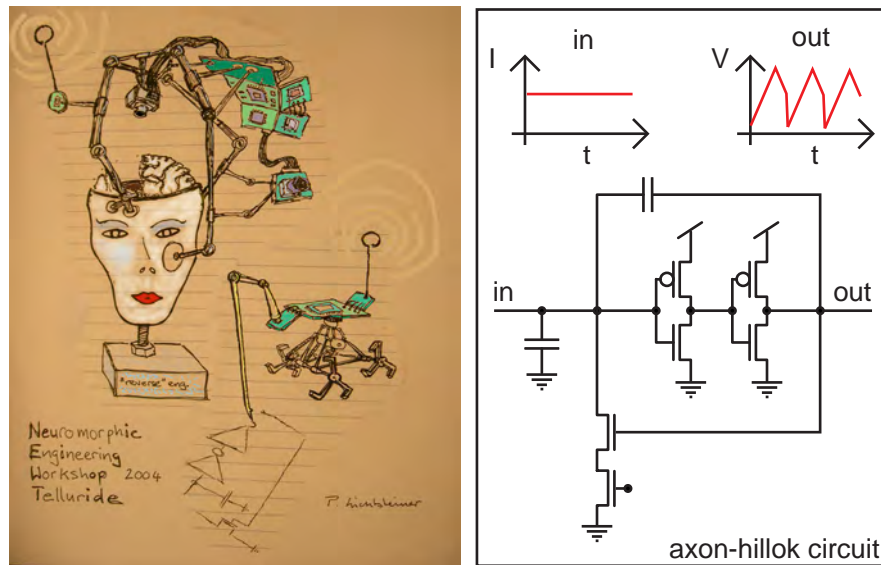 "reverse" eng.
Neuromorphic
Engineering
Workshop 2004
Telluride
P. Lichtsteiner
I
in
t
V
out
t
in
out
axon-hillok circuit